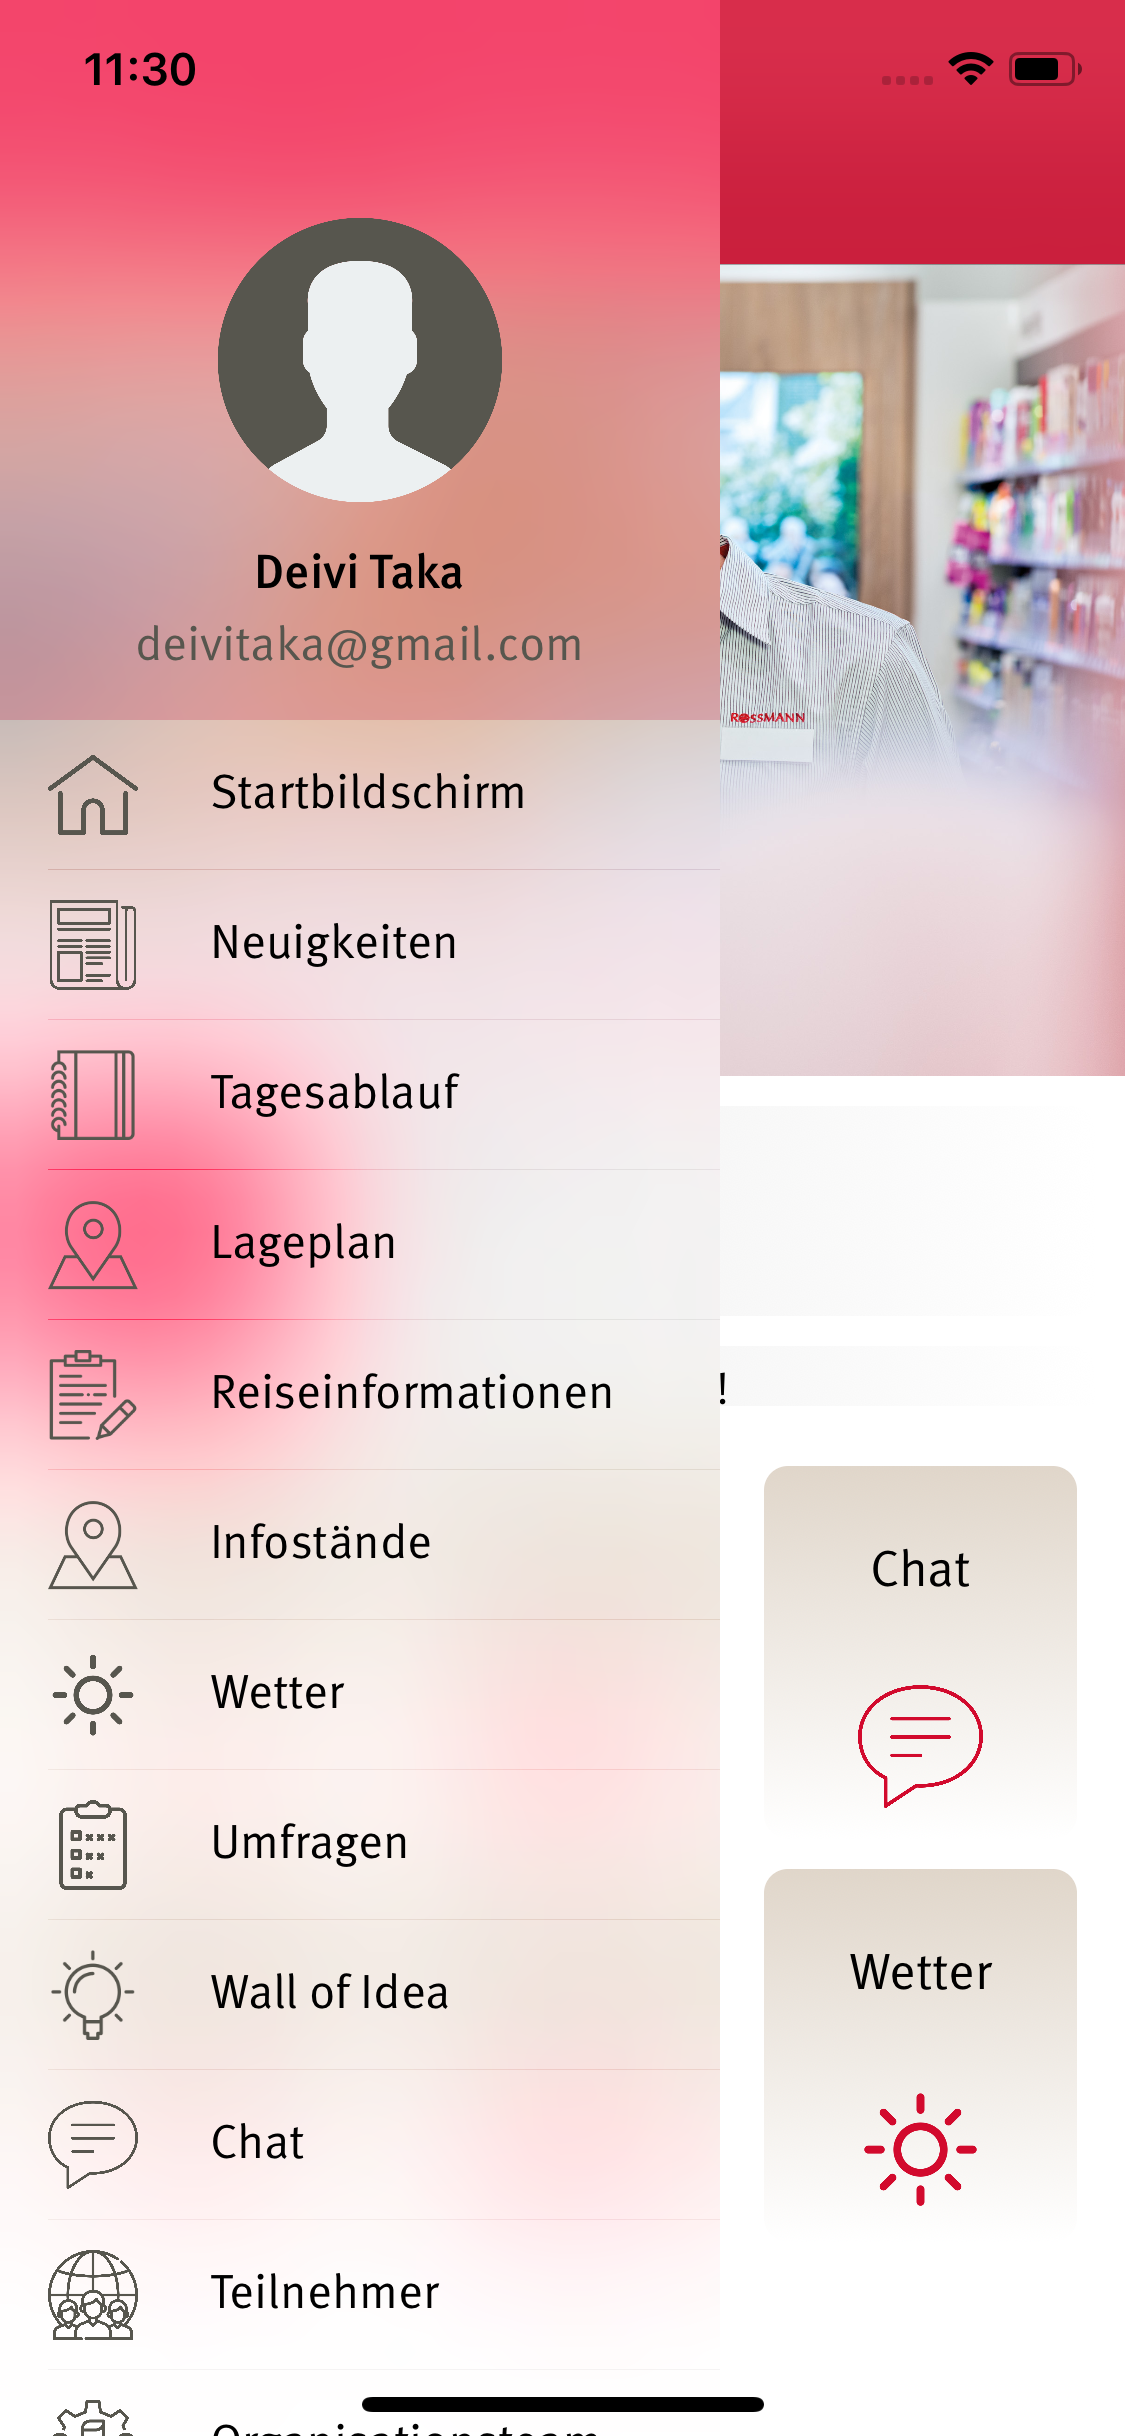 11:30
Deivi Taka
deivitaka@gmail.com
ROSSMANN
Startbildschirm
Neuigkeiten
Tagesablauf
Lageplan
Reiseinformationen
!
Infostände
Chat
Wetter
Umfragen
Wall of Idea
Wetter
Chat
Teilnehmer
Organisationsteam